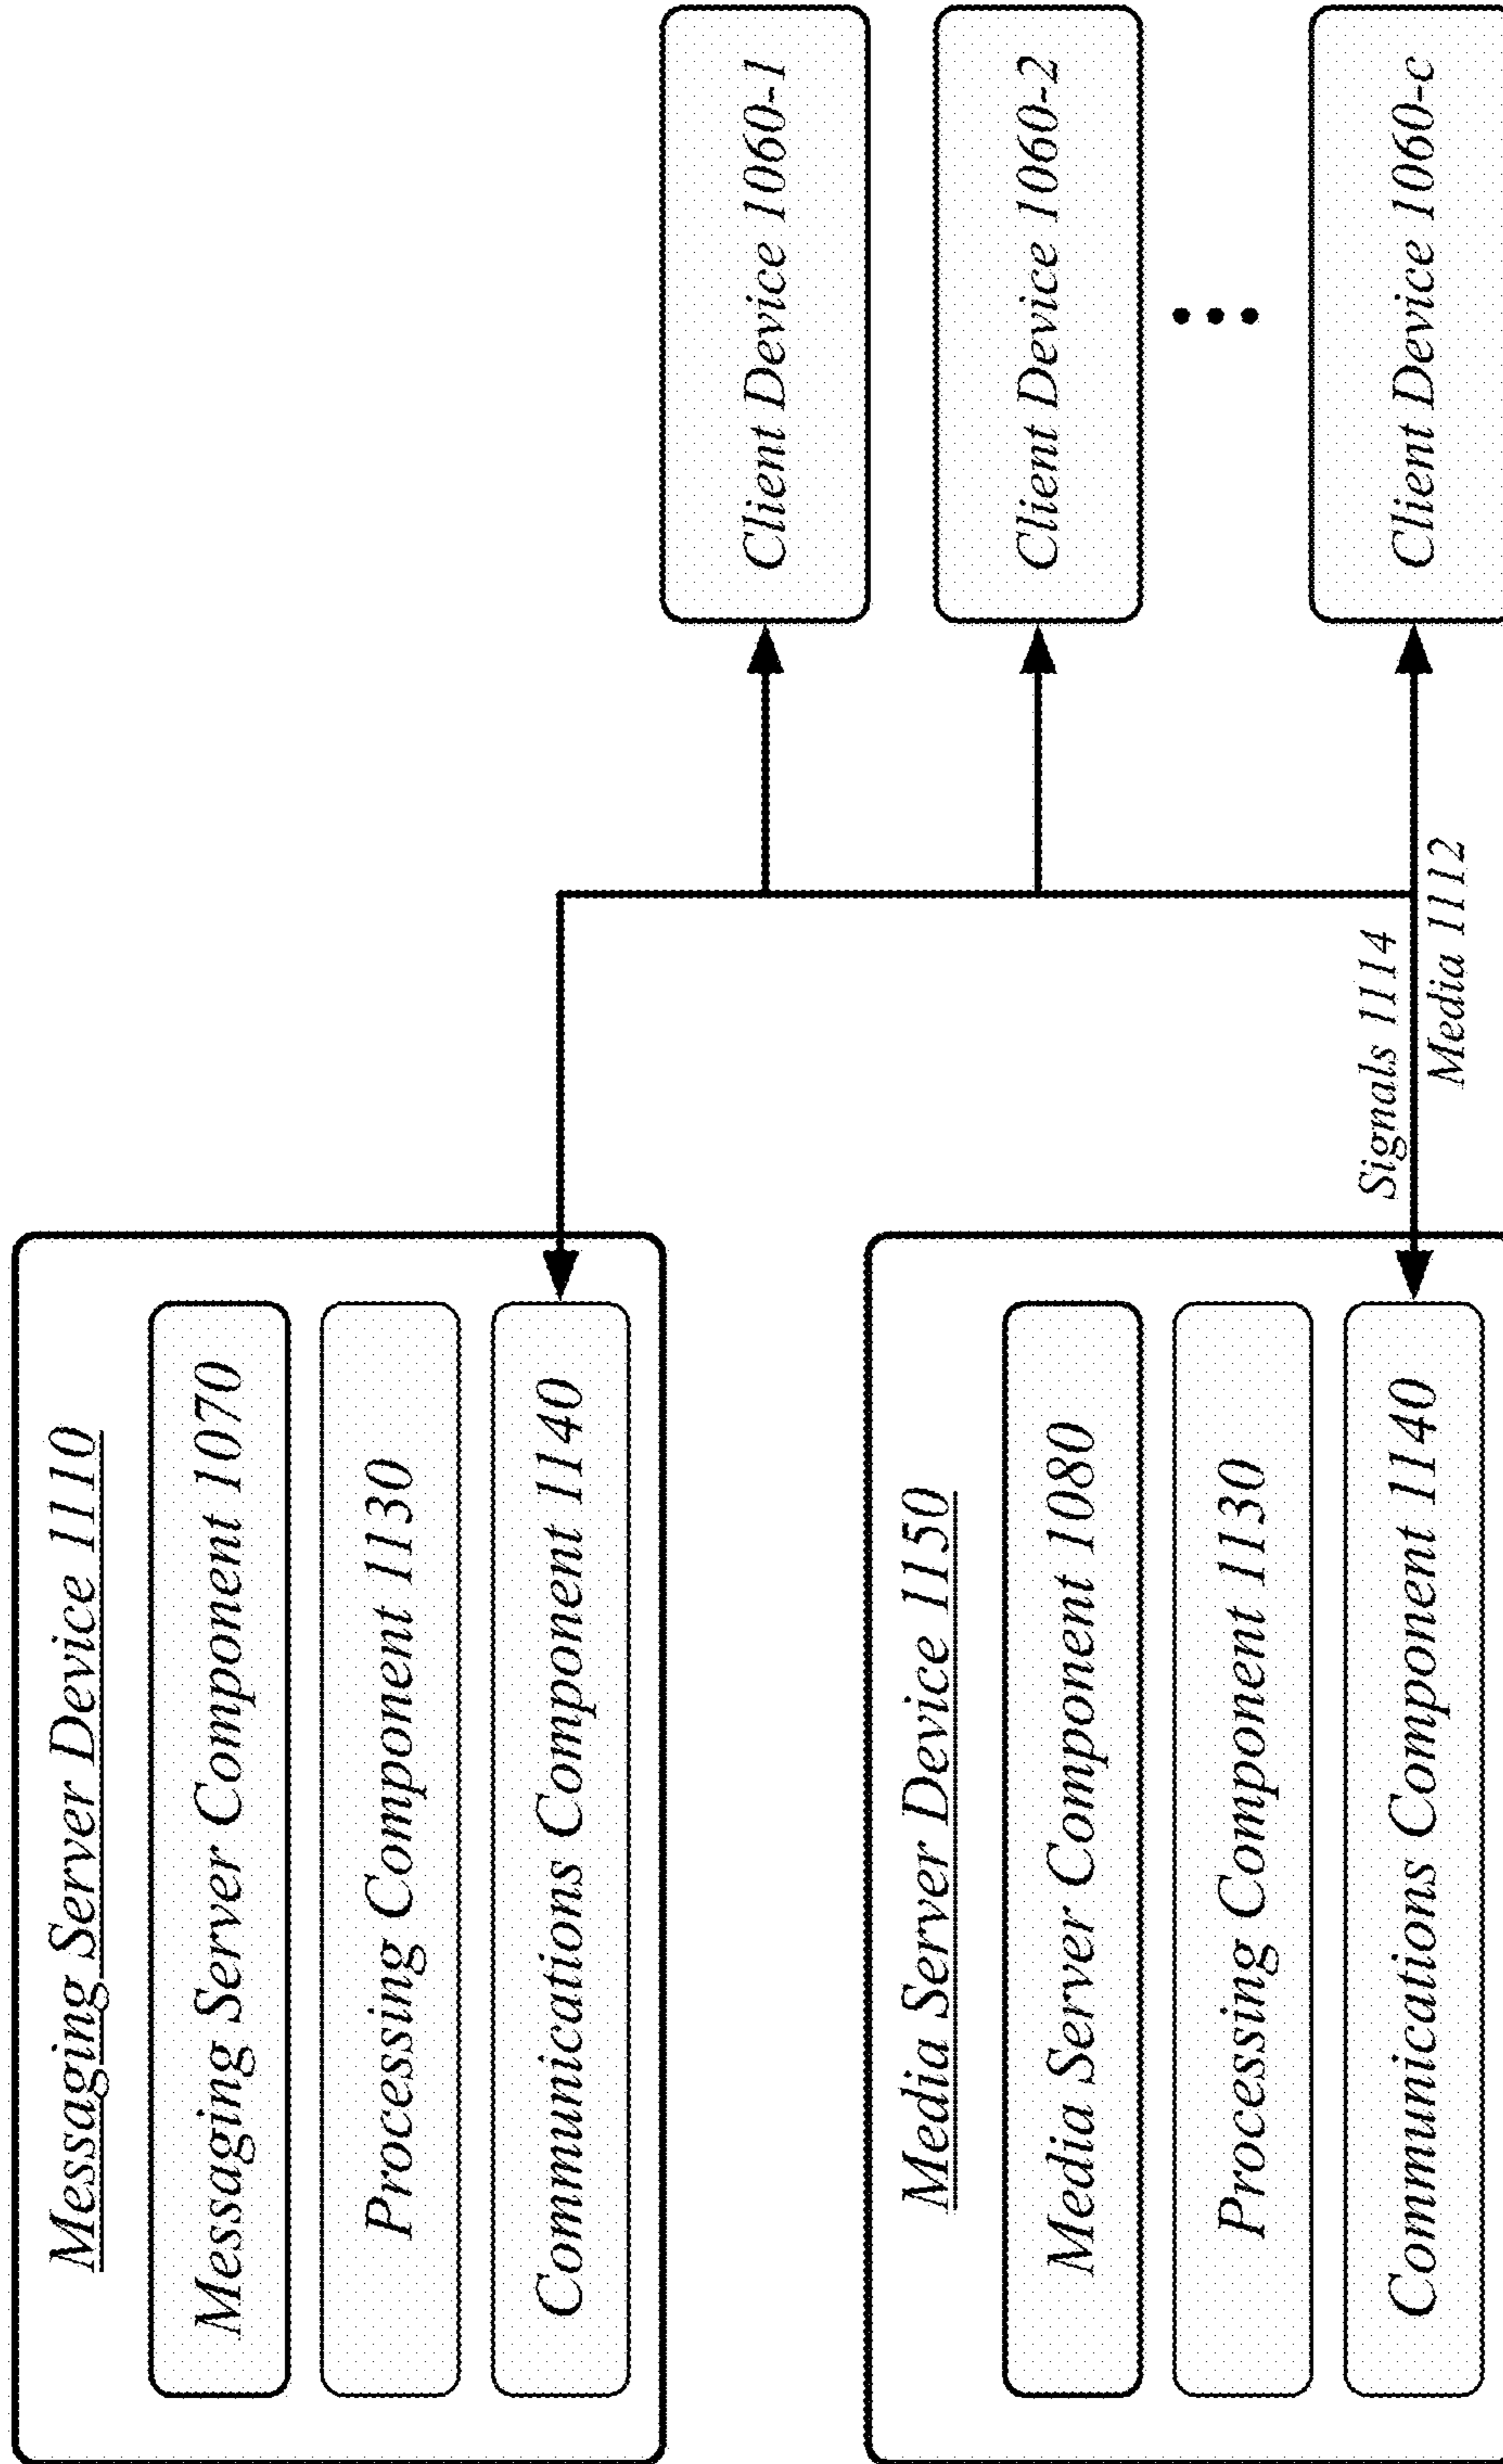 Messaging Server Device 1110
Messaging Server Component 1070
Processing Component 1130
Communications Component 1140
Media Server Device 1150
Media Server Component 1080
Processing Component 1130
Communications Component 1140
Signals 1114
Media 1112
Client Device 1060-1
Client Device 1060-2
Client Device 1060-c